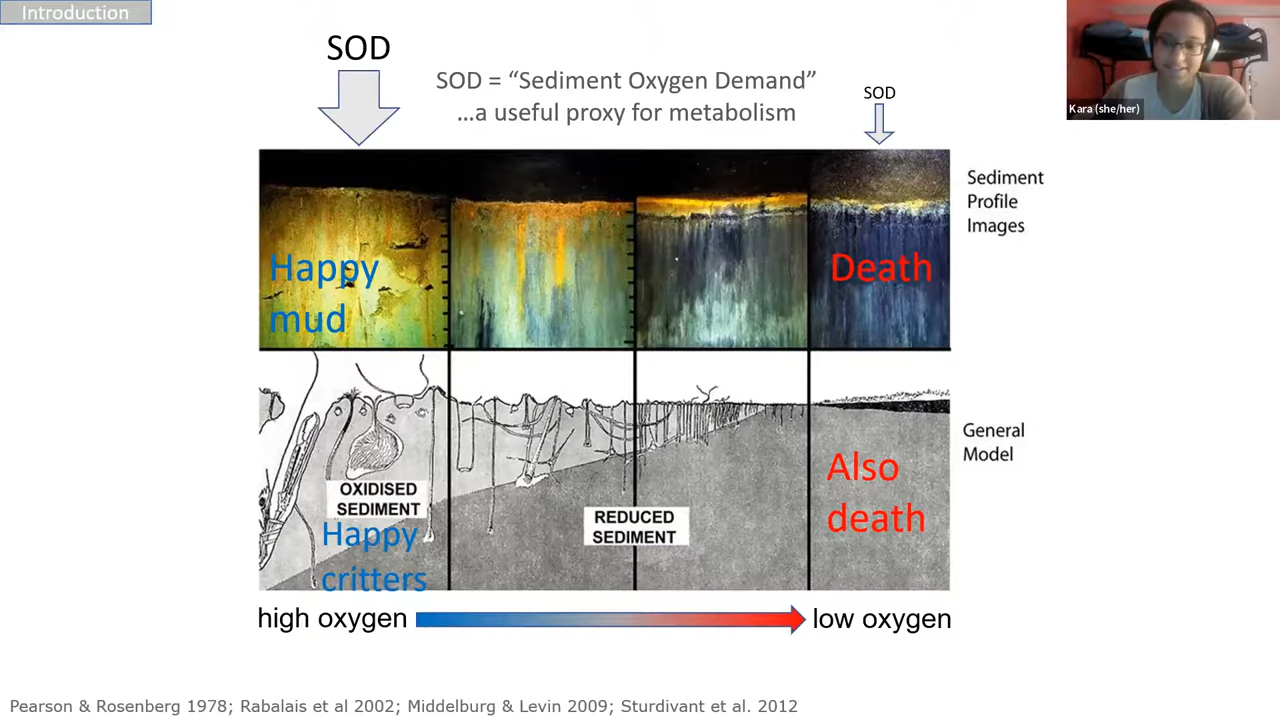 Introduction
SOD
SOD = “Sediment Oxygen Demand”
…a useful proxy for metabolism
SOD
Kara (she/her)
Sediment
Profile
Images
Happy
mud
Death
General
Model
OXIDISED
SEDIMENT
Happy
critters
REDUCED
SEDIMENT
Also
death
high oxygen
low oxygen
Pearson & Rosenberg 1978; Rabalais et al 2002; Middelburg & Levin 2009; Sturdivant et al. 2012